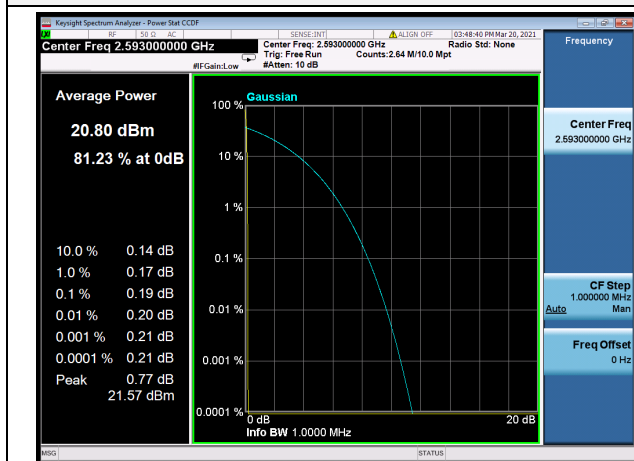 Keysight Spectrum Analyzer - Power Stat CCDF
LXI RF 50 Ω AC SENSE:INT ALIGN OFF 03:48:40 PM Mar 20, 2021
Center Freq 2.593000000 GHz
Center Freq: 2.593000000 GHz Radio Std: None
Trig: Free Run Counts:2.64 M/10.0 Mpt
#IFGain:Low #Atten: 10 dB
Frequency
Average Power
20.80 dBm
81.23 % at 0dB
10.0 % 0.14 dB
1.0 % 0.17 dB
0.1 % 0.19 dB
0.01 % 0.20 dB
0.001 % 0.21 dB
0.0001 % 0.21 dB
Peak 0.77 dB
21.57 dBm
Gaussian
100 %
10 %
1 %
0.1 %
0.01 %
0.001 %
0.0001 %
0 dB 20 dB
Info BW 1.0000 MHz
Center Freq
2.593000000 GHz
CF Step
1.000000 MHz
Auto Man
Freq Offset
0 Hz
MSG STATUS